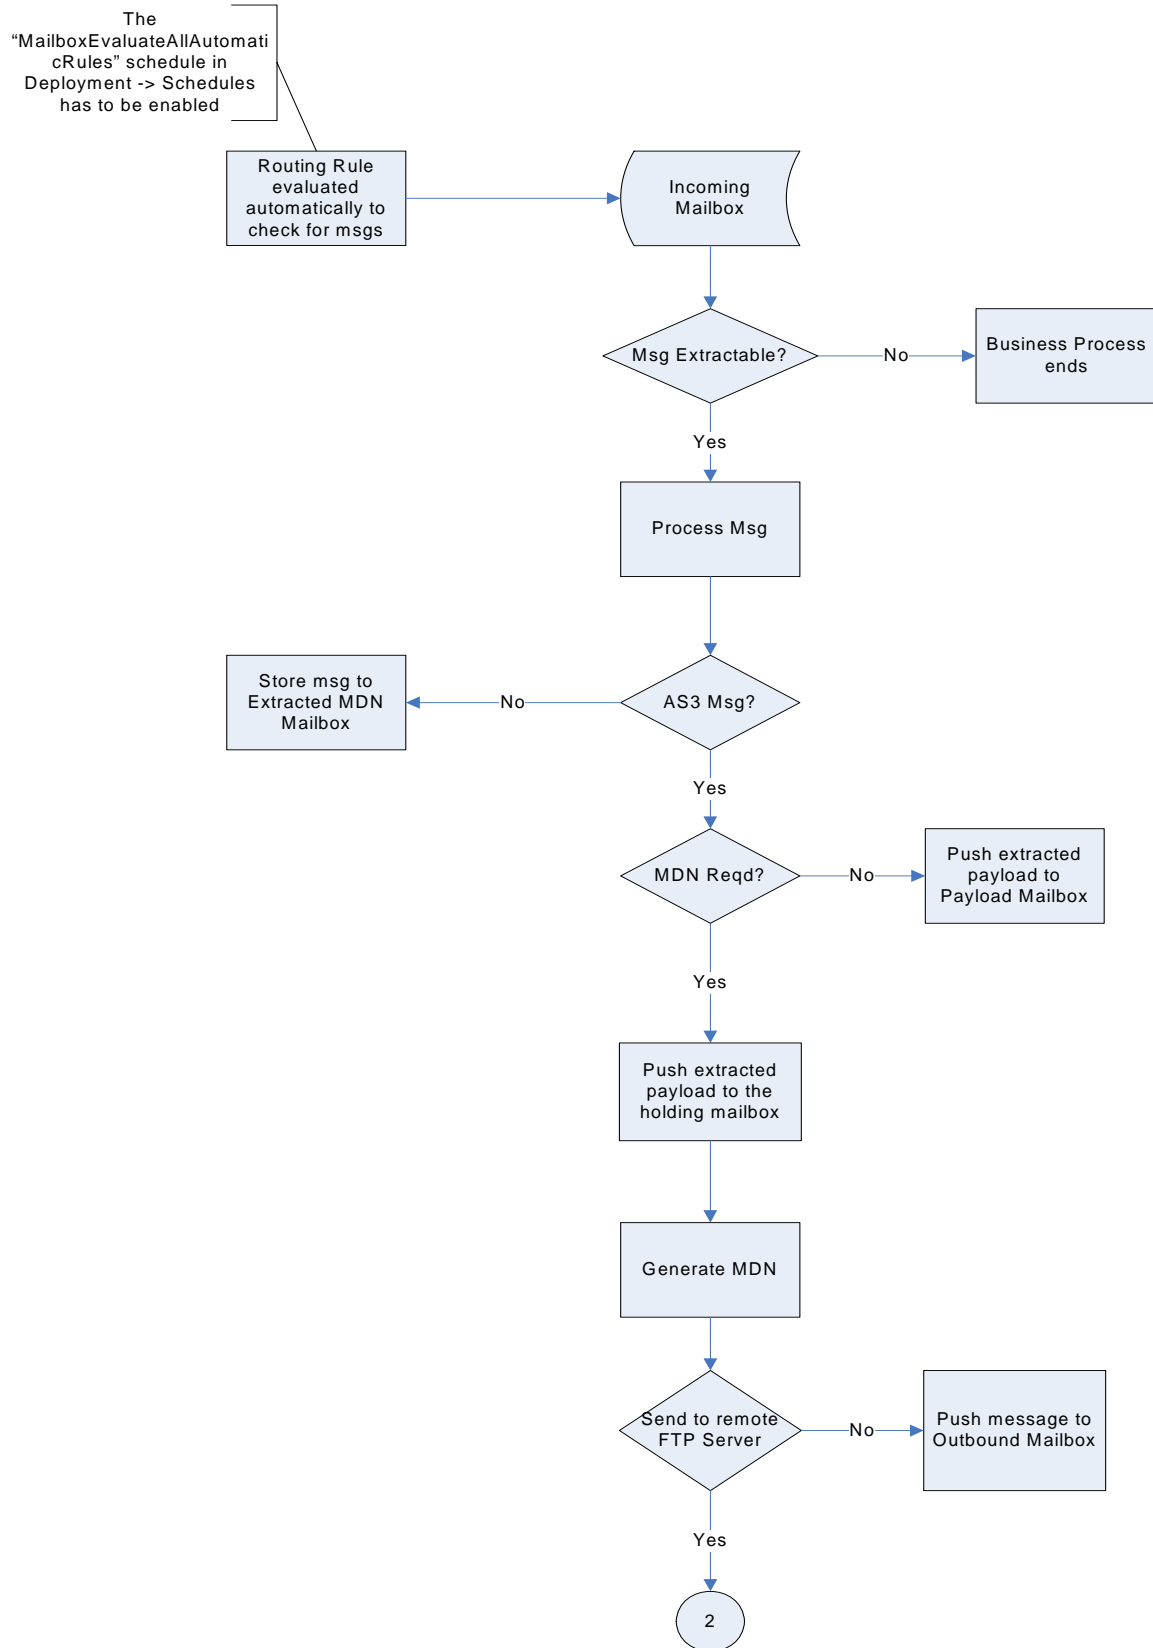 The
“MailboxEvaluateAllAutomati
cRules” schedule in
Deployment -> Schedules
has to be enabled
Routing Rule
evaluated
automatically to
check for msgs
Incoming
Mailbox
Msg Extractable?
No
Business Process
ends
Yes
Process Msg
Store msg to
Extracted MDN
Mailbox
No
AS3 Msg?
Yes
MDN Reqd?
No
Push extracted
payload to
Payload Mailbox
Yes
Push extracted
payload to the
holding mailbox
Generate MDN
Send to remote
FTP Server
No
Push message to
Outbound Mailbox
Yes
2